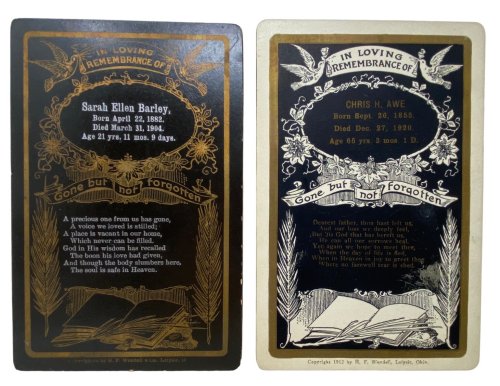 IN LOVING
REMEMBRANCE OF
Sarah Ellen Barley,
Born April 22, 1882,
Died March 31, 1904,
Age 21 yrs, 11 mos. 9 days.
Gone but not Forgotten
A precious one from us has gone,
A voice we loved is stilled;
A place is vacant in our home,
Which never can be filled.
God in His wisdom has recalled
The boon his love had given,
And though the body slumbers here,
The soul is safe in Heaven.
H. F. Wendell
Leipsic,
IN LOVING
REMEMBRANCE OF
CHRIS H. AWE
Born Sept. 26, 1855,
Died Dec. 27, 1920,
Age 65 yrs. 3 mos. 1 D.
Gone but not Forgotten
Dearest father, thou hast left us,
And our loss we deeply feel,
But 'tis God that has bereft us,
He can all our sorrows heal
Yet again we hope to meet thee,
When the day of life is fled,
When in Heaven in joy to greet thee
Where no farewell tear is shed.
Copyright 1912 by H. F. Wendell, Leipsic, Ohio.